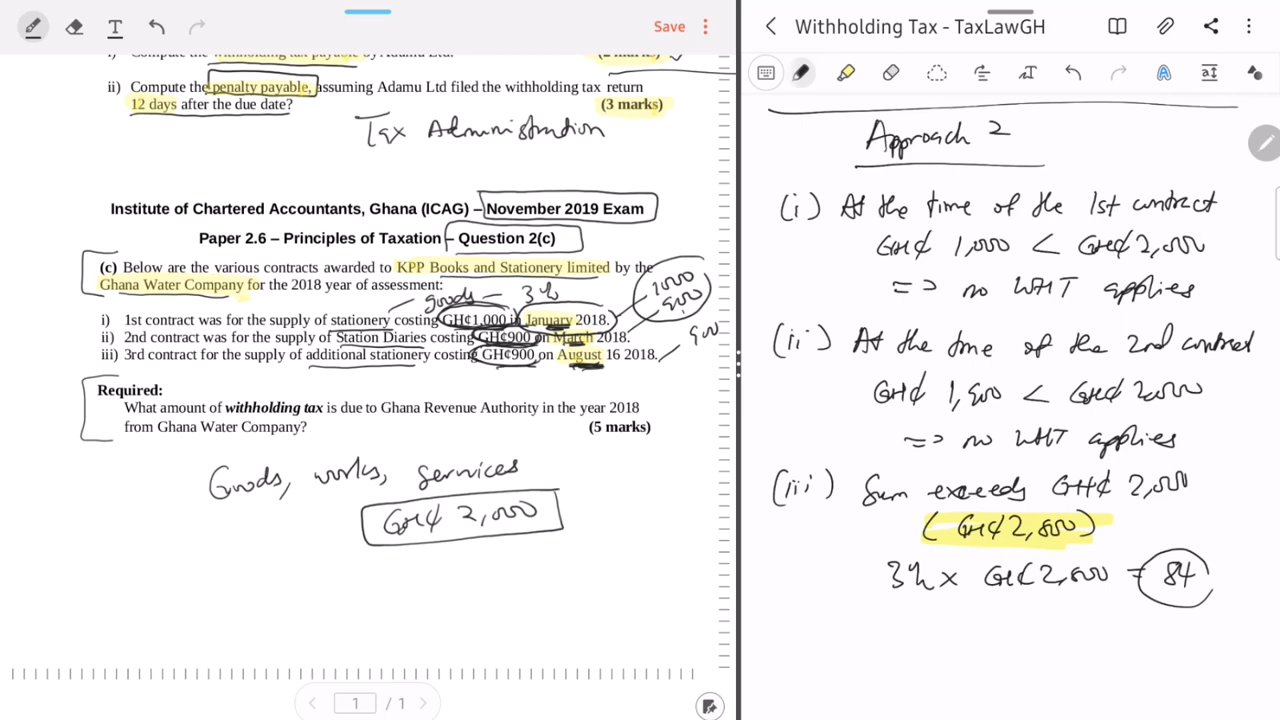 Save
ii) Compute the penalty payable, assuming Adamu Ltd filed the withholding tax return
12 days after the due date? (3 marks)
Tax Administration
Institute of Chartered Accountants, Ghana (ICAG) – November 2019 Exam
Paper 2.6 – Principles of Taxation – Question 2(c)
(c) Below are the various contracts awarded to KPP Books and Stationery limited by the
Ghana Water Company for the 2018 year of assessment:
goods – 3%
1000
900
i) 1st contract was for the supply of stationery costing GH¢1,000 in January 2018.
ii) 2nd contract was for the supply of Station Diaries costing GH¢900 on March 2018.
900
iii) 3rd contract for the supply of additional stationery costing GH¢900 on August 16 2018.
Required:
What amount of withholding tax is due to Ghana Revenue Authority in the year 2018
from Ghana Water Company? (5 marks)
Goods, works, services
GH¢ 2,000
1 / 1
Withholding Tax - TaxLawGH
Approach 2
(i) At the time of the 1st contract
GH¢ 1,000 < GH¢ 2,000
=> no WHT applies
(ii) At the time of the 2nd contract
GH¢ 1,900 < GH¢ 2,000
=> no WHT applies
(iii) Sum exceeds GH¢ 2,000
(GH¢ 2,800)
3% x GH¢ 2,800 = 84